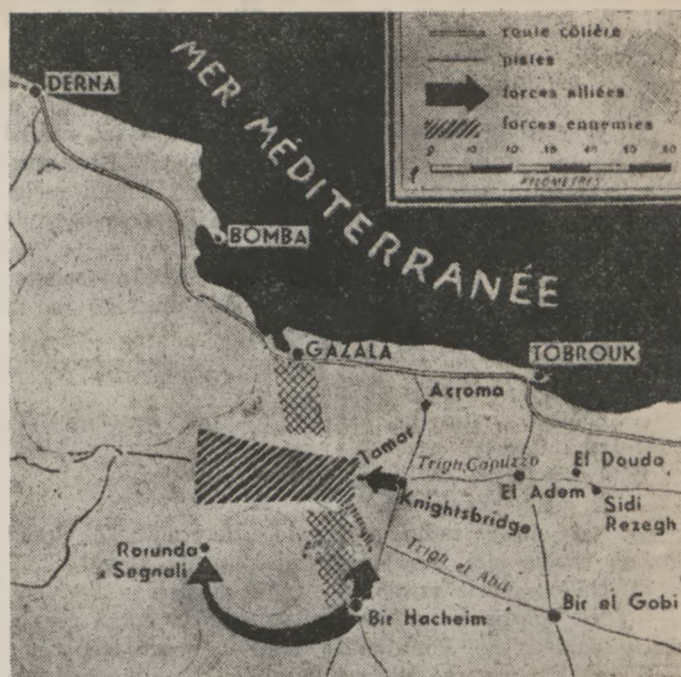 route côtière
pistes
forces alliées
forces ennemies
KILOMETRES
DERNA
MER MÉDITERRANÉE
BOMBA
GAZALA
TOBROUK
Acroma
Tamar
Trigh Capuzzo
El Douda
El Adem
Sidi
Rezegh
Knightsbridge
Rotunda
Segnali
Trigh el Abd
Bir Hacheim
Bir el Gobi